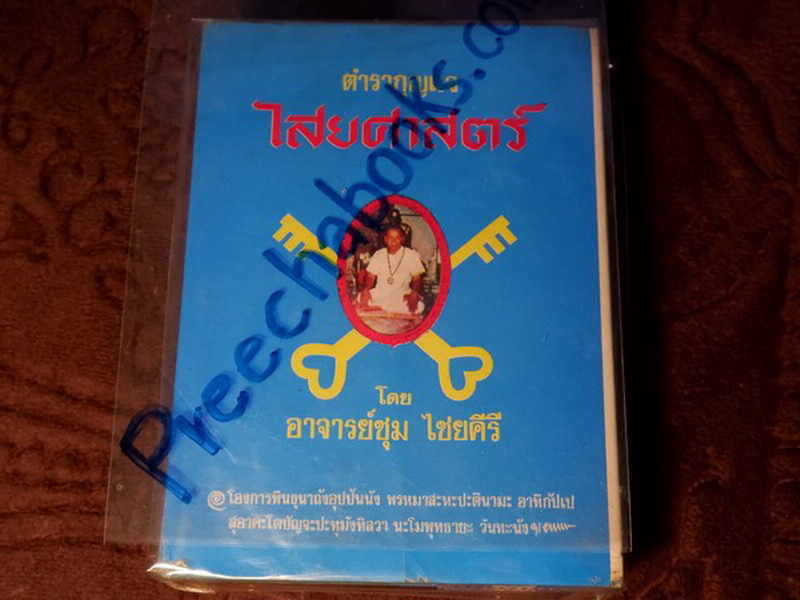 ตำรากุญแจ
ไสยศาสตร์
โดย
อาจารย์ชุม ไชยคีรี
๏ โองการพินธุนาถังอุปปันนัง พรหมาสะหะปะตินามะ อาทิกัปเป
สุอาคะโตปัญจะปะทุมังทิสวา นะโมพุทธายะ วันทะนัง ฯ
Preechabooks.com